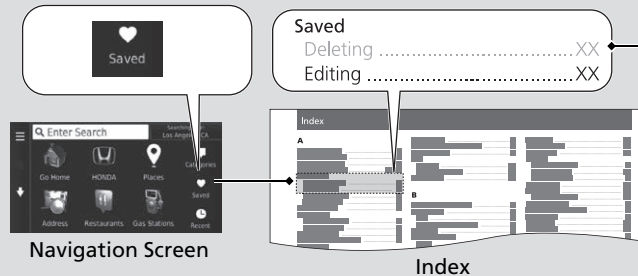 Saved
Saved
Deleting ........................ XX
Editing ........................... XX
Enter Search
Los Angeles, CA
Categories
Go Home
HONDA
Places
Saved
Address
Restaurants
Gas Stations
Recent
Navigation Screen
Index
A
B
Index